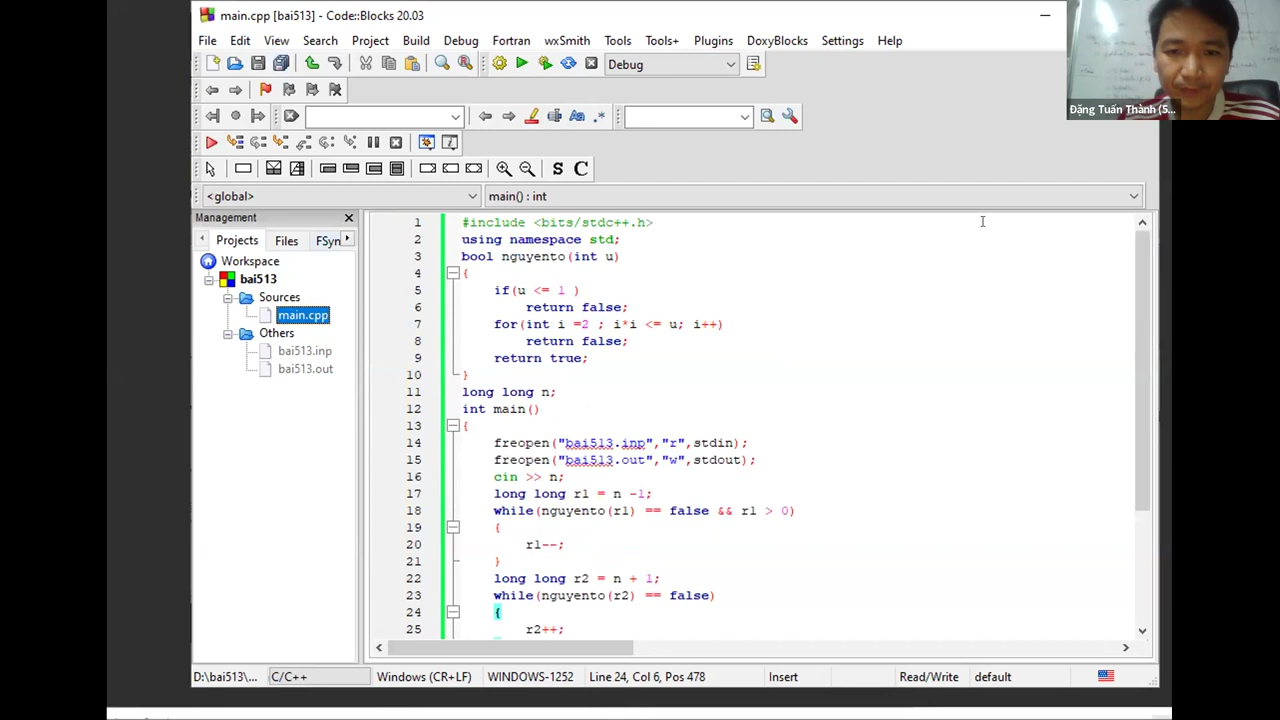 main.cpp [bai513] - Code::Blocks 20.03
File Edit View Search Project Build Debug Fortran wxSmith Tools Tools+ Plugins DoxyBlocks Settings Help
Debug
S C
<global> main() : int
Management
Projects Files FSyn
Workspace
bai513
Sources
main.cpp
Others
bai513.inp
bai513.out
1 #include <bits/stdc++.h>
2 using namespace std;
3 bool nguyento(int u)
4 {
5 if(u <= 1 )
6 return false;
7 for(int i =2 ; i*i <= u; i++)
8 return false;
9 return true;
10 }
11 long long n;
12 int main()
13 {
14 freopen("bai513.inp","r",stdin);
15 freopen("bai513.out","w",stdout);
16 cin >> n;
17 long long r1 = n -1;
18 while(nguyento(r1) == false && r1 > 0)
19 {
20 r1--;
21 }
22 long long r2 = n + 1;
23 while(nguyento(r2) == false)
24 {
25 r2++;
D:\bai513\... C/C++ Windows (CR+LF) WINDOWS-1252 Line 24, Col 6, Pos 478 Insert Read/Write default
Đặng Tuấn Thành (5...